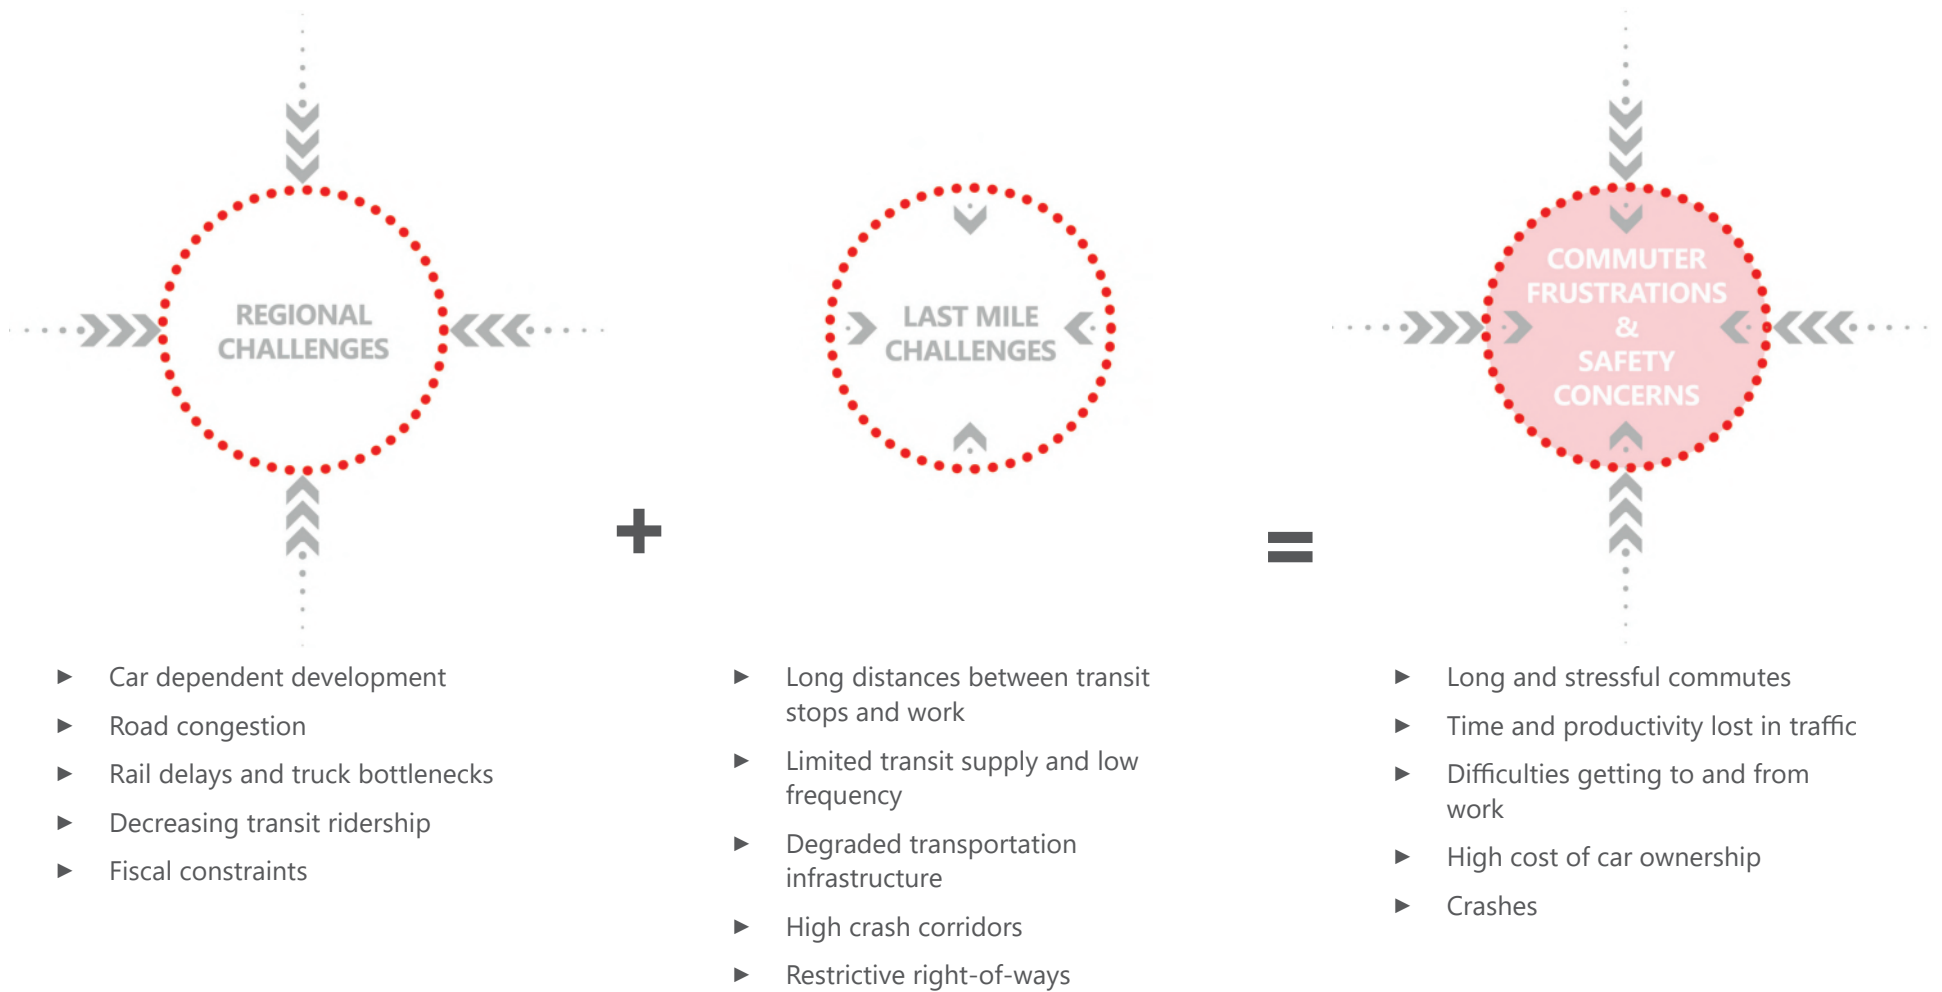 REGIONAL
CHALLENGES
► Car dependent development
► Road congestion
► Rail delays and truck bottlenecks
► Decreasing transit ridership
► Fiscal constraints
+
LAST MILE
CHALLENGES
► Long distances between transit
stops and work
► Limited transit supply and low
frequency
► Degraded transportation
infrastructure
► High crash corridors
► Restrictive right-of-ways
=
COMMUTER
FRUSTRATIONS
&
SAFETY
CONCERNS
► Long and stressful commutes
► Time and productivity lost in traffic
► Difficulties getting to and from
work
► High cost of car ownership
► Crashes